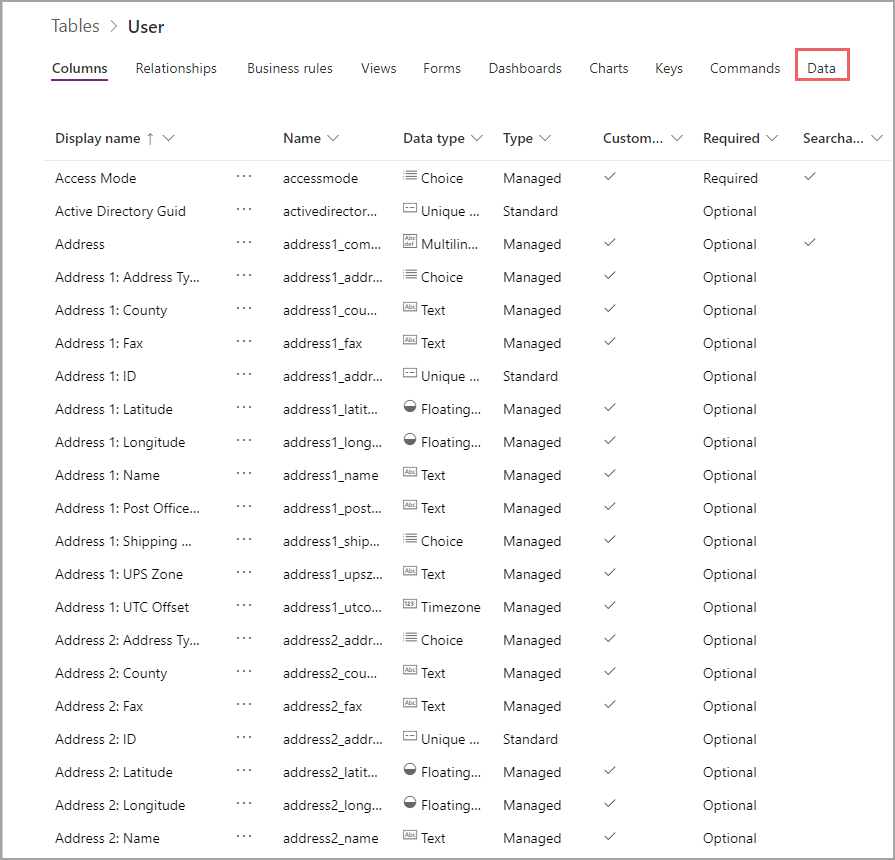 Tables > User
Columns Relationships Business rules Views Forms Dashboards Charts Keys Commands Data
Display name ↑ Name Data type Type Custom... Required Searcha...
Access Mode ... accessmode Choice Managed ✓ Required ✓
Active Directory Guid ... activedirector... Unique ... Standard Optional
Address ... address1_com... Multilin... Managed ✓ Optional ✓
Address 1: Address Ty... ... address1_addr... Choice Managed ✓ Optional
Address 1: County ... address1_cou... Text Managed ✓ Optional
Address 1: Fax ... address1_fax Text Managed ✓ Optional
Address 1: ID ... address1_addr... Unique ... Standard Optional
Address 1: Latitude ... address1_latit... Floating... Managed ✓ Optional
Address 1: Longitude ... address1_long... Floating... Managed ✓ Optional
Address 1: Name ... address1_name Text Managed ✓ Optional
Address 1: Post Office... ... address1_post... Text Managed ✓ Optional
Address 1: Shipping ... ... address1_ship... Choice Managed ✓ Optional
Address 1: UPS Zone ... address1_upsz... Text Managed ✓ Optional
Address 1: UTC Offset ... address1_utco... Timezone Managed ✓ Optional
Address 2: Address Ty... ... address2_addr... Choice Managed ✓ Optional
Address 2: County ... address2_cou... Text Managed ✓ Optional
Address 2: Fax ... address2_fax Text Managed ✓ Optional
Address 2: ID ... address2_addr... Unique ... Standard Optional
Address 2: Latitude ... address2_latit... Floating... Managed ✓ Optional
Address 2: Longitude ... address2_long... Floating... Managed ✓ Optional
Address 2: Name ... address2_name Text Managed ✓ Optional